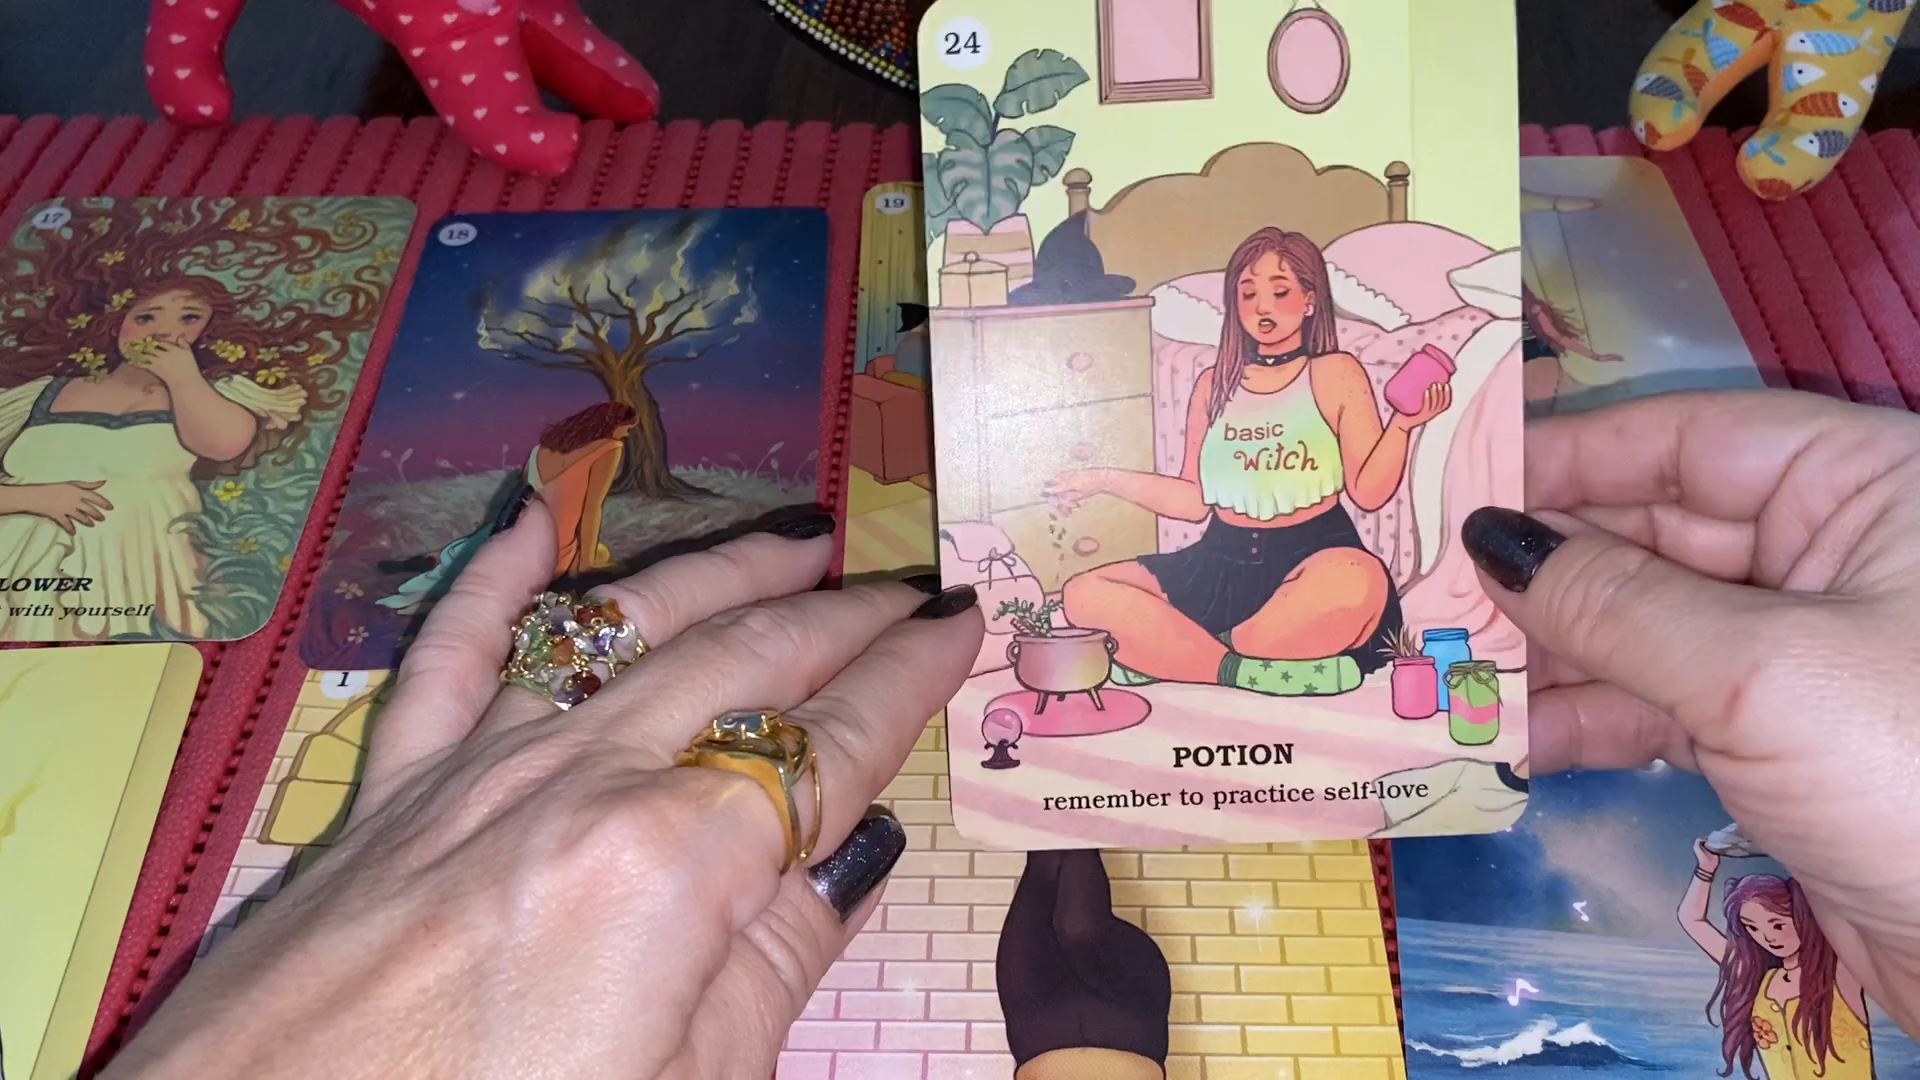 24
basic
witch
POTION
remember to practice self-love
17
LOWER
with yourself
18
19
1